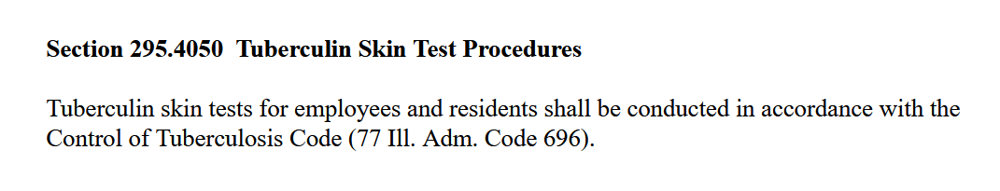 Section 295.4050  Tuberculin Skin Test Procedures
Tuberculin skin tests for employees and residents shall be conducted in accordance with the
Control of Tuberculosis Code (77 Ill. Adm. Code 696).